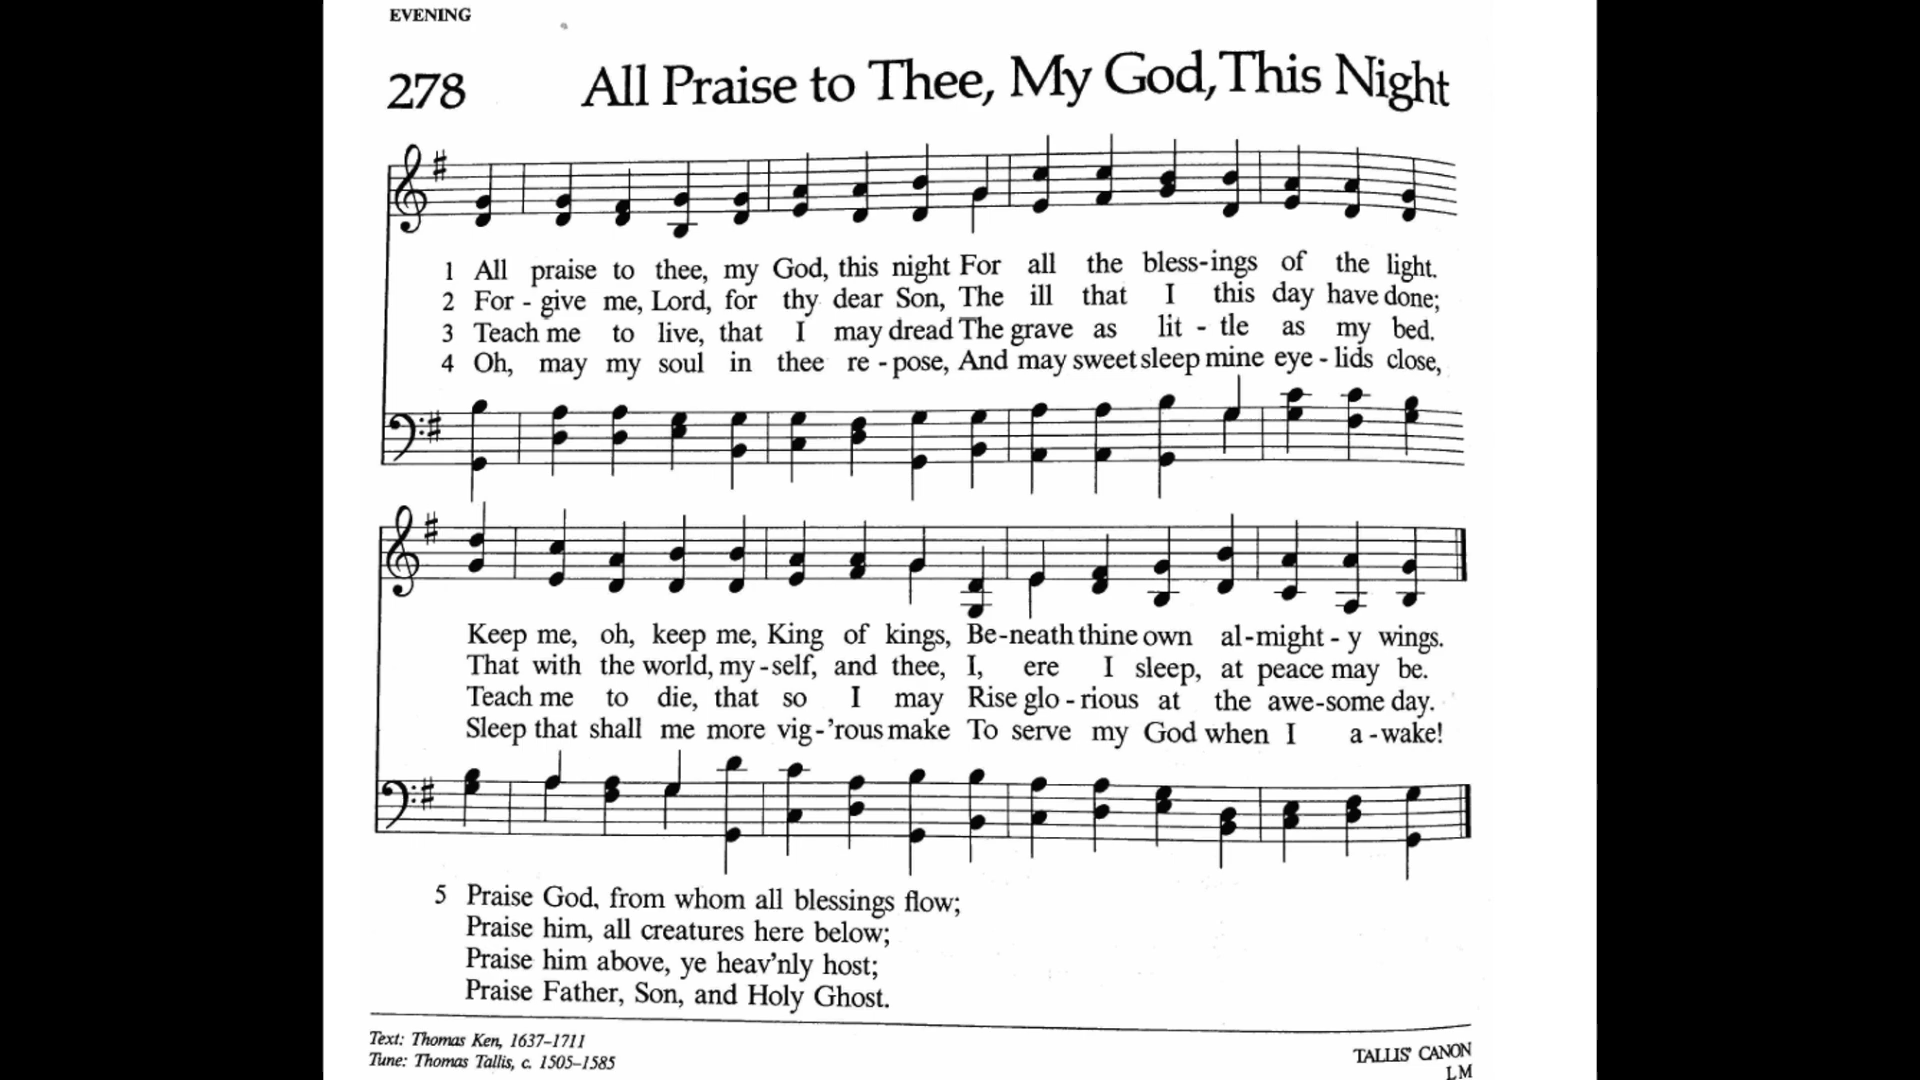 EVENING
278 All Praise to Thee, My God, This Night
1 All praise to thee, my God, this night For all the bless-ings of the light.
2 For - give me, Lord, for thy dear Son, The ill that I this day have done;
3 Teach me to live, that I may dread The grave as lit - tle as my bed.
4 Oh, may my soul in thee re - pose, And may sweet sleep mine eye - lids close,
Keep me, oh, keep me, King of kings, Be-neath thine own al-might - y wings.
That with the world, my - self, and thee, I, ere I sleep, at peace may be.
Teach me to die, that so I may Rise glo - rious at the awe-some day.
Sleep that shall me more vig-'rous make To serve my God when I a - wake!
5 Praise God, from whom all blessings flow;
Praise him, all creatures here below;
Praise him above, ye heav'nly host;
Praise Father, Son, and Holy Ghost.
Text: Thomas Ken, 1637–1711
Tune: Thomas Tallis, c. 1505–1585
TALLIS' CANON
LM